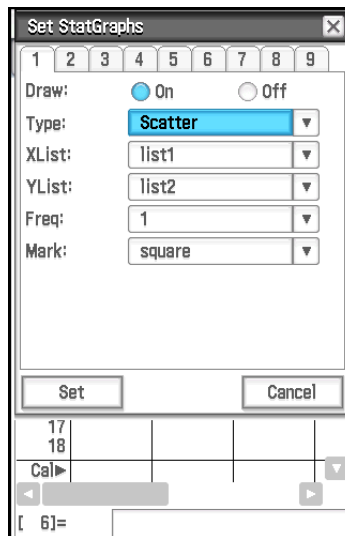 Set StatGraphs
1 2 3 4 5 6 7 8 9
Draw: On Off
Type: Scatter
XList: list1
YList: list2
Freq: 1
Mark: square
Set Cancel
17
18
Cal▶
[ 6]=